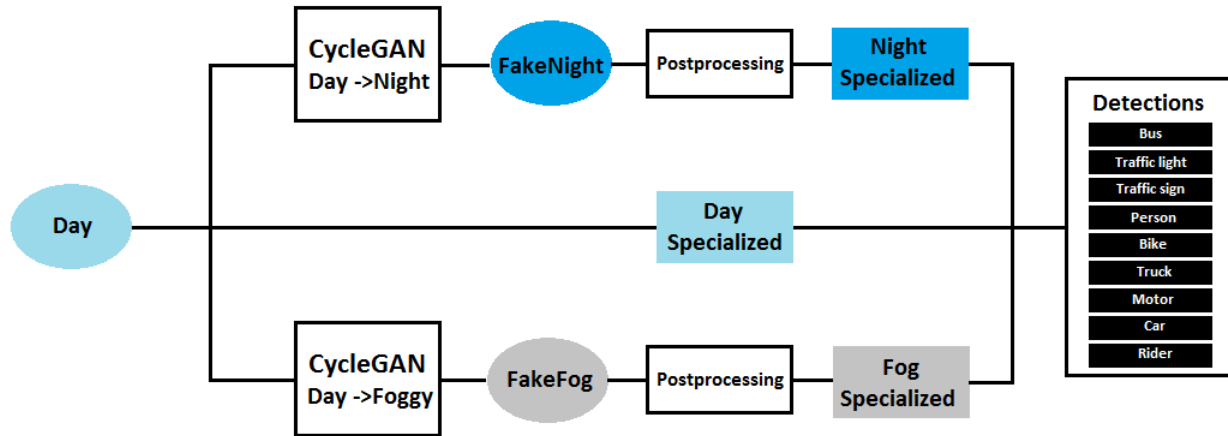 CycleGAN
Day ->Night
FakeNight
Postprocessing
Night
Specialized
Day
Day
Specialized
CycleGAN
Day ->Foggy
FakeFog
Postprocessing
Fog
Specialized
Detections
Bus
Traffic light
Traffic sign
Person
Bike
Truck
Motor
Car
Rider